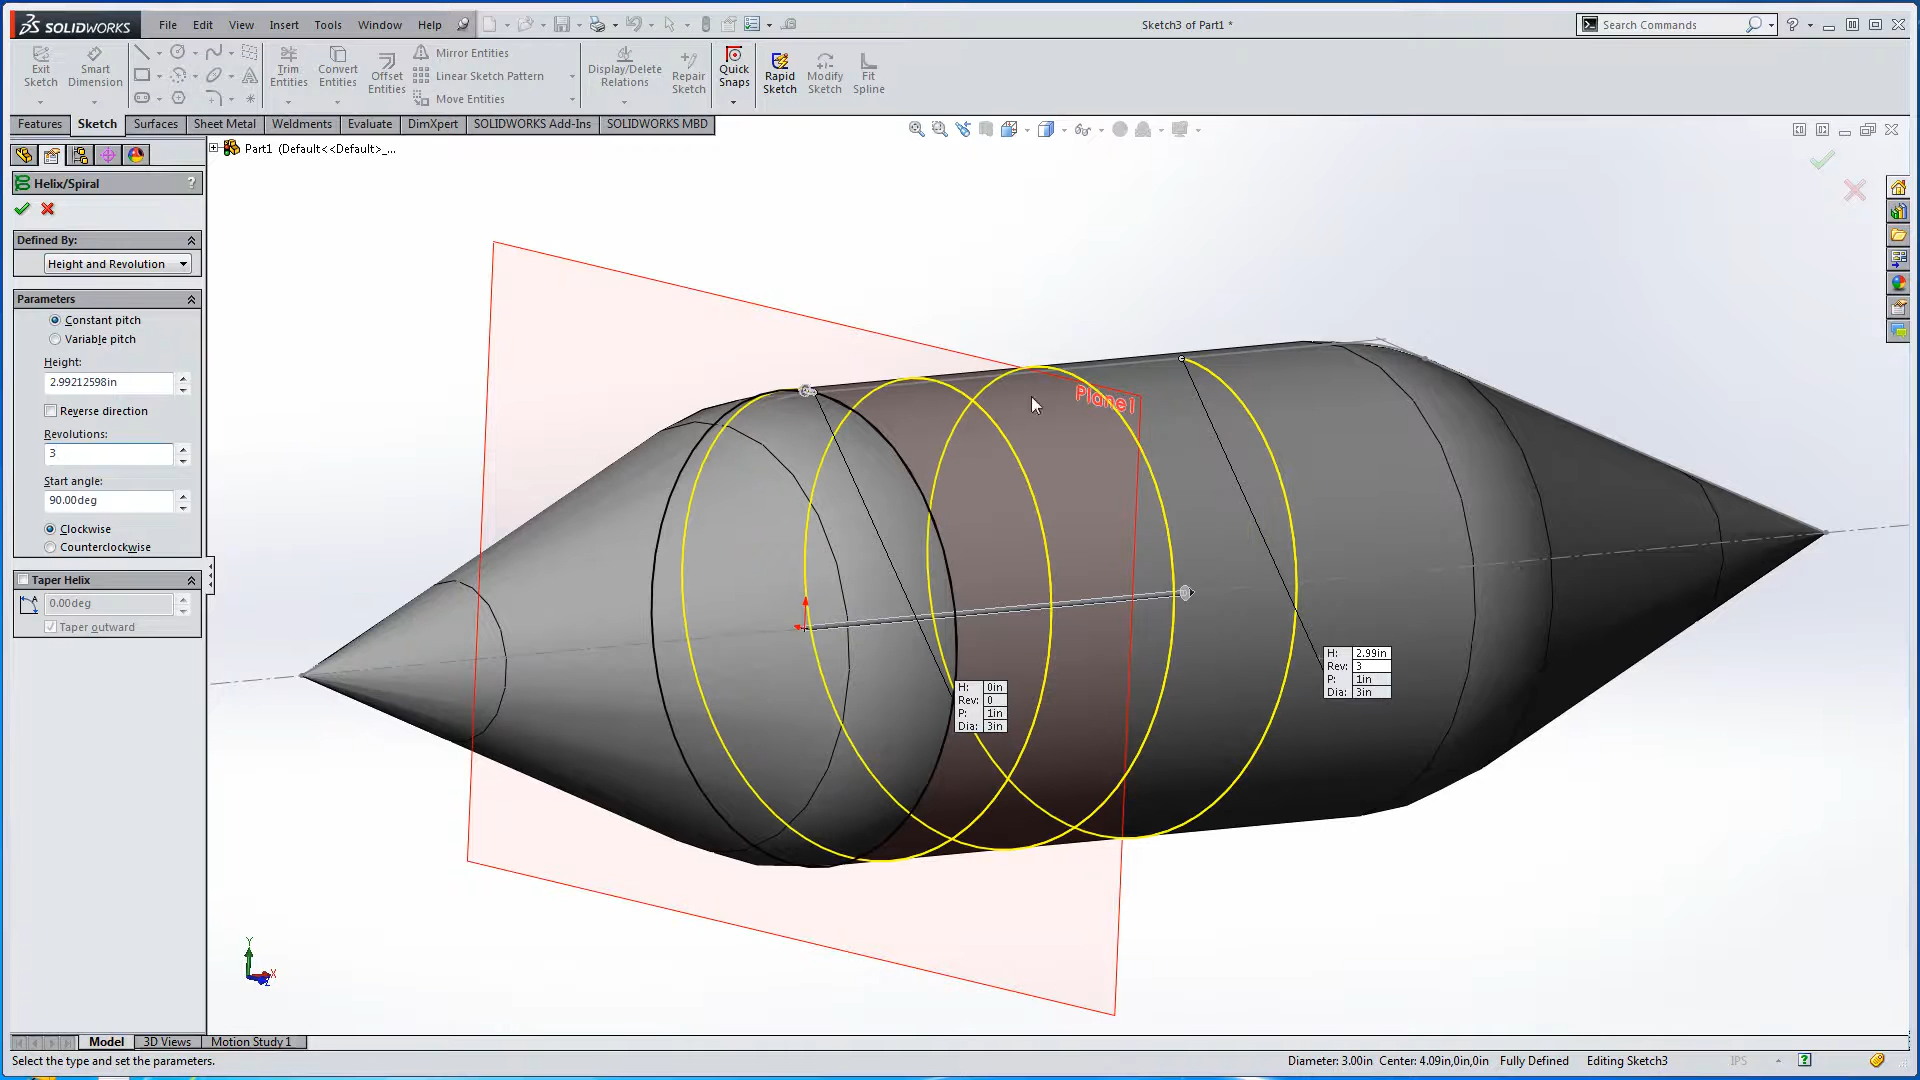 SOLIDWORKS File Edit View Insert Tools Window Help Sketch3 of Part1 * Search Commands
Exit Sketch
Smart Dimension
Trim Entities
Convert Entities
Offset Entities
Mirror Entities
Linear Sketch Pattern
Move Entities
Display/Delete Relations
Repair Sketch
Quick Snaps
Rapid Sketch
Modify Sketch
Fit Spline
Features Sketch Surfaces Sheet Metal Weldments Evaluate DimXpert SOLIDWORKS Add-Ins SOLIDWORKS MBD
Part1 (Default<<Default>_...
Helix/Spiral ?
Defined By:
Height and Revolution
Parameters
Constant pitch
Variable pitch
Height:
2.99212598in
Reverse direction
Revolutions:
3
Start angle:
90.00deg
Clockwise
Counterclockwise
Taper Helix
0.00deg
Taper outward
Plane1
H: 0in
Rev: 0
P: 1in
Dia: 3in
H: 2.99in
Rev: 3
P: 1in
Dia: 3in
Y
X
Z
Model 3D Views Motion Study 1
Select the type and set the parameters. Diameter: 3.00in Center: 4.09in,0in,0in Fully Defined Editing Sketch3 IPS